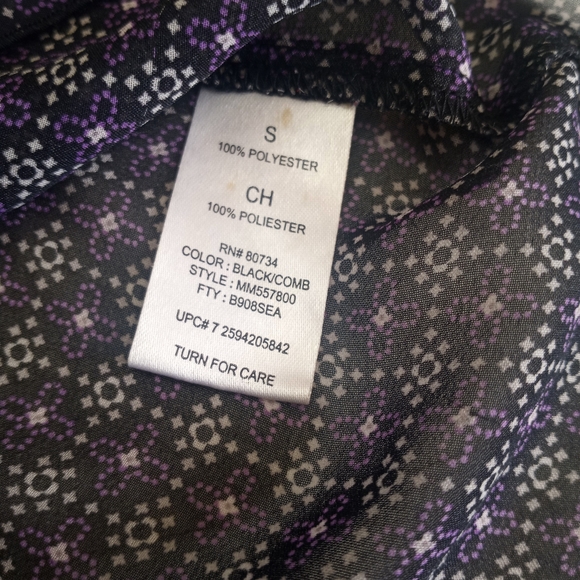 S
100% POLYESTER
CH
100% POLIESTER
RN# 80734
COLOR : BLACK/COMB
STYLE : MM557800
FTY : B908SEA
UPC# 7 2594205842
TURN FOR CARE